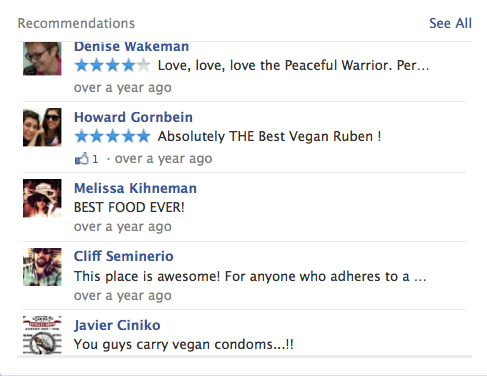 Recommendations
See All
Denise Wakeman
Love, love, love the Peaceful Warrior. Per...
over a year ago
Howard Gornbein
Absolutely THE Best Vegan Ruben !
1 · over a year ago
Melissa Kihneman
BEST FOOD EVER!
over a year ago
Cliff Seminerio
This place is awesome! For anyone who adheres to a ...
over a year ago
Javier Ciniko
You guys carry vegan condoms...!!